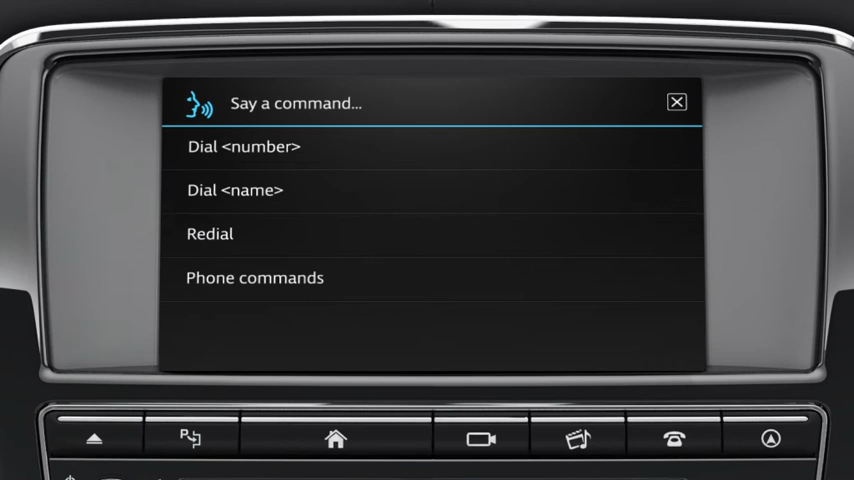 Say a command...
Dial <number>
Dial <name>
Redial
Phone commands
P